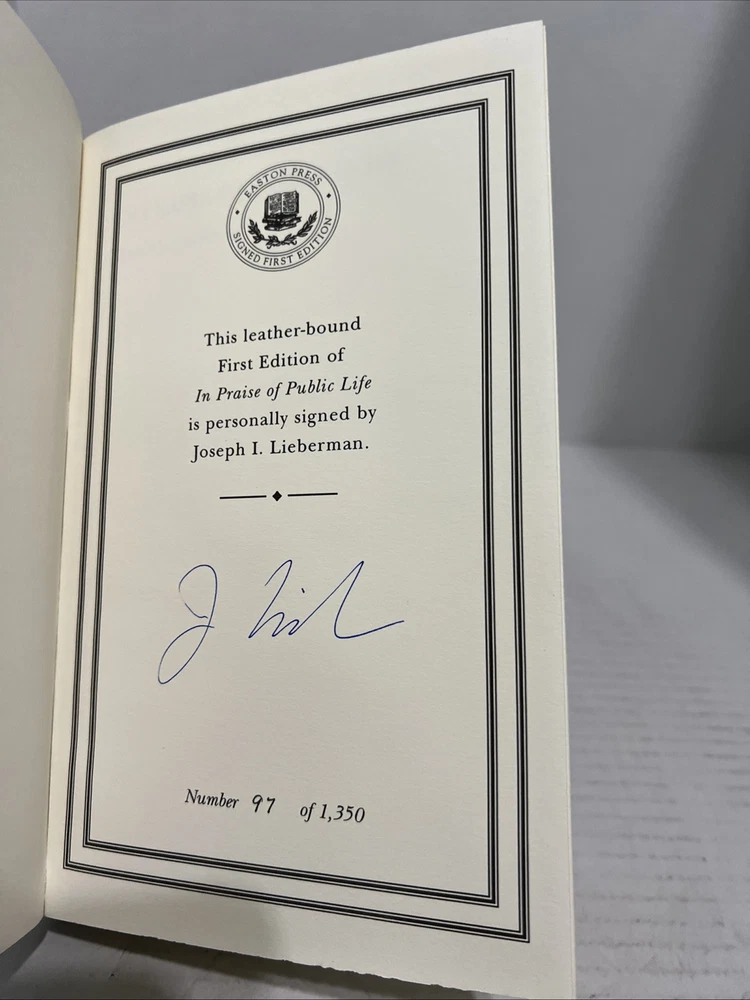 EASTON PRESS
SIGNED FIRST EDITION
This leather-bound
First Edition of
In Praise of Public Life
is personally signed by
Joseph I. Lieberman.
Number 97 of 1,350